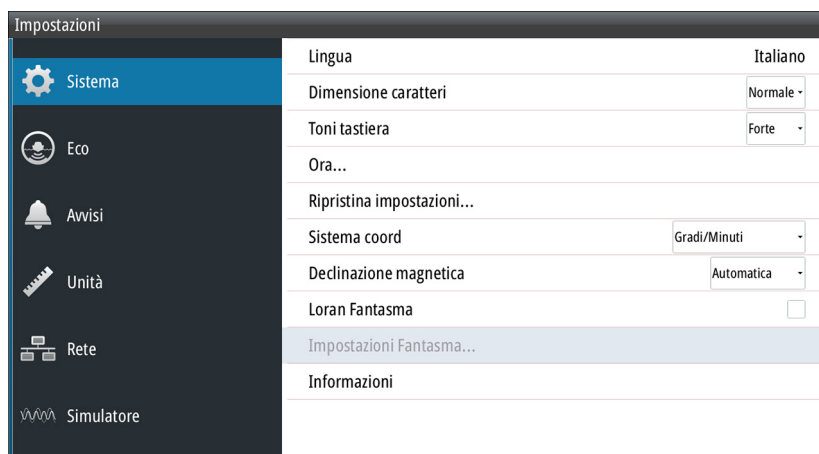 Impostazioni
Sistema
Eco
Avvisi
Unità
Rete
Simulatore
Lingua Italiano
Dimensione caratteri Normale
Toni tastiera Forte
Ora...
Ripristina impostazioni...
Sistema coord Gradi/Minuti
Declinazione magnetica Automatica
Loran Fantasma
Impostazioni Fantasma...
Informazioni